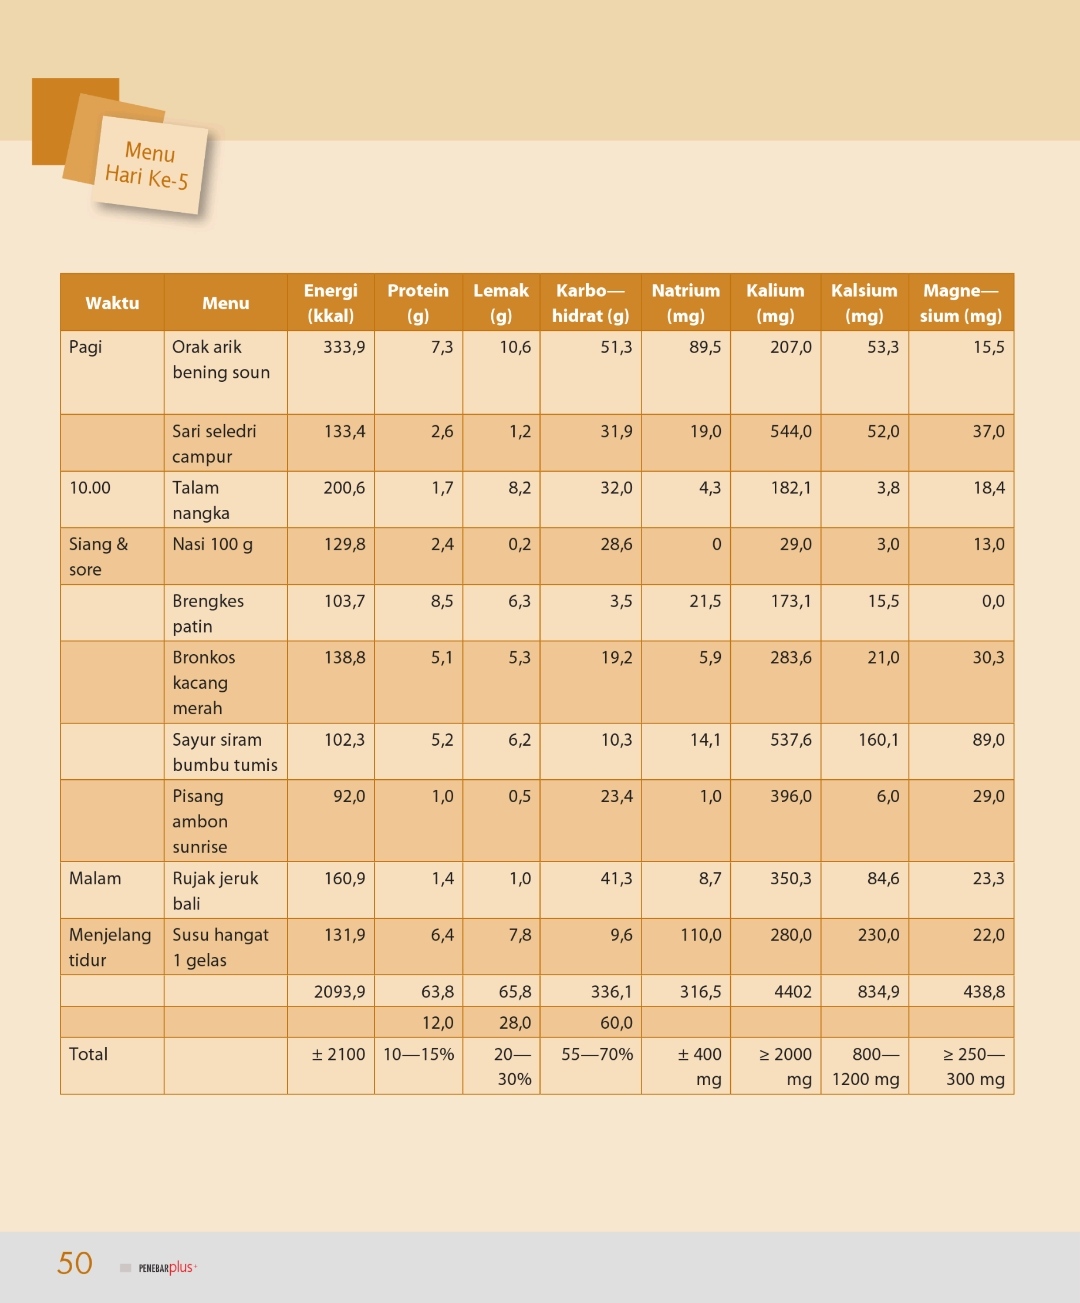 Menu
Hari Ke-5
Waktu Menu Energi (kkal) Protein (g) Lemak (g) Karbo—hidrat (g) Natrium (mg) Kalium (mg) Kalsium (mg) Magne—sium (mg)
Pagi Orak arik bening soun 333,9 7,3 10,6 51,3 89,5 207,0 53,3 15,5
Sari seledri campur 133,4 2,6 1,2 31,9 19,0 544,0 52,0 37,0
10.00 Talam nangka 200,6 1,7 8,2 32,0 4,3 182,1 3,8 18,4
Siang & sore Nasi 100 g 129,8 2,4 0,2 28,6 0 29,0 3,0 13,0
Brengkes patin 103,7 8,5 6,3 3,5 21,5 173,1 15,5 0,0
Bronkos kacang merah 138,8 5,1 5,3 19,2 5,9 283,6 21,0 30,3
Sayur siram bumbu tumis 102,3 5,2 6,2 10,3 14,1 537,6 160,1 89,0
Pisang ambon sunrise 92,0 1,0 0,5 23,4 1,0 396,0 6,0 29,0
Malam Rujak jeruk bali 160,9 1,4 1,0 41,3 8,7 350,3 84,6 23,3
Menjelang tidur Susu hangat 1 gelas 131,9 6,4 7,8 9,6 110,0 280,0 230,0 22,0
2093,9 63,8 65,8 336,1 316,5 4402 834,9 438,8
12,0 28,0 60,0
Total ± 2100 10—15% 20—30% 55—70% ± 400 mg ≥ 2000 mg 800—1200 mg ≥ 250—300 mg
50 PENEBAR plus+